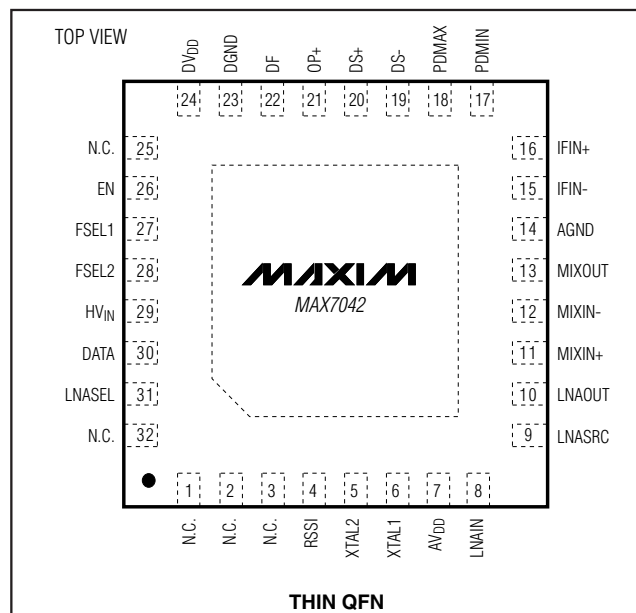 TOP VIEW
DVDD
DGND
DF
OP+
DS+
DS-
PDMAX
PDMIN
24 23 22 21 20 19 18 17
N.C. 25
EN 26
FSEL1 27
FSEL2 28
HVIN 29
DATA 30
LNASEL 31
N.C. 32
16 IFIN+
15 IFIN-
14 AGND
13 MIXOUT
12 MIXIN-
11 MIXIN+
10 LNAOUT
9 LNASRC
MAXIM
MAX7042
1 2 3 4 5 6 7 8
N.C.
N.C.
N.C.
RSSI
XTAL2
XTAL1
AVDD
LNAIN
THIN QFN